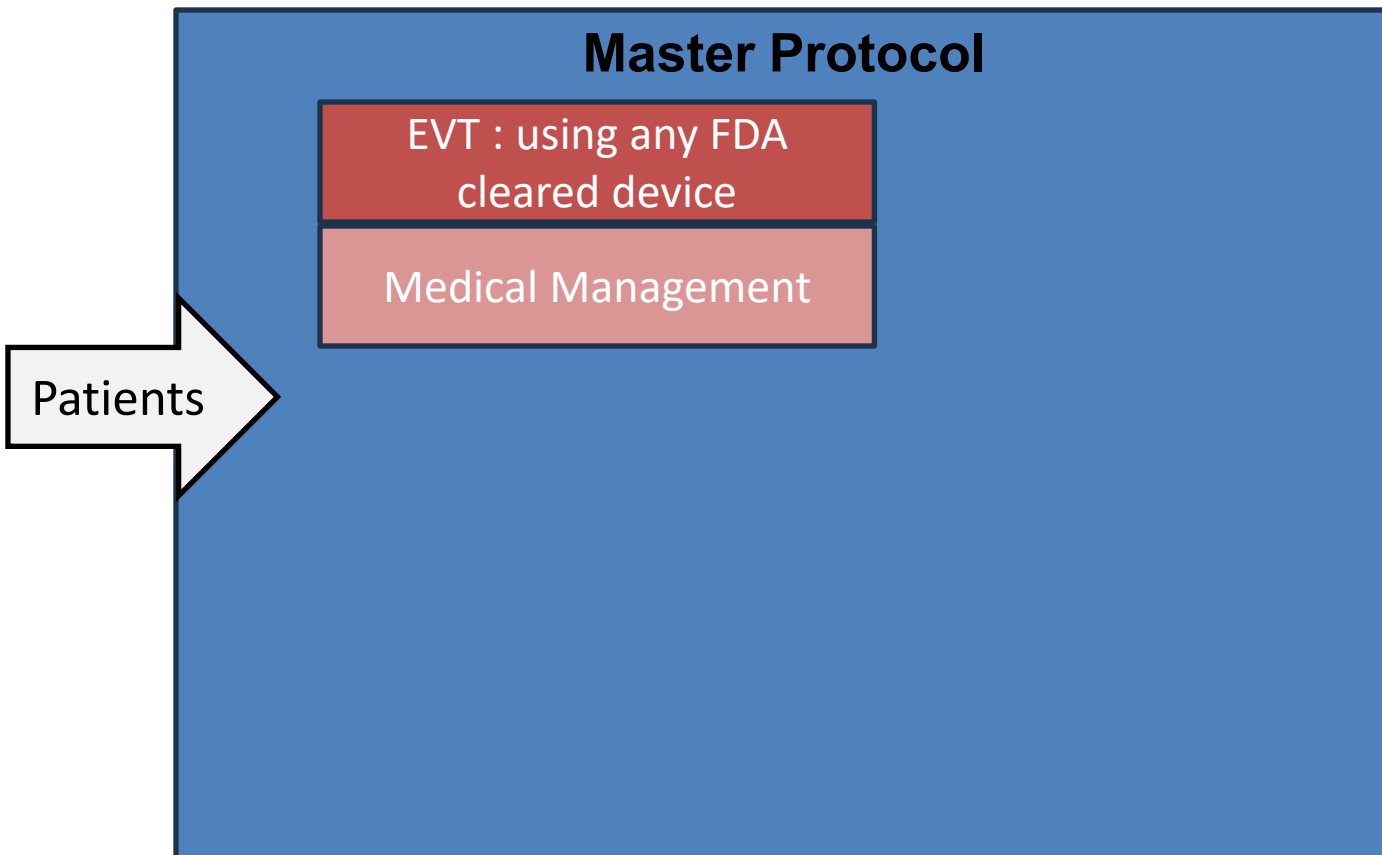 Master Protocol
EVT : using any FDA
cleared device
Medical Management
Patients